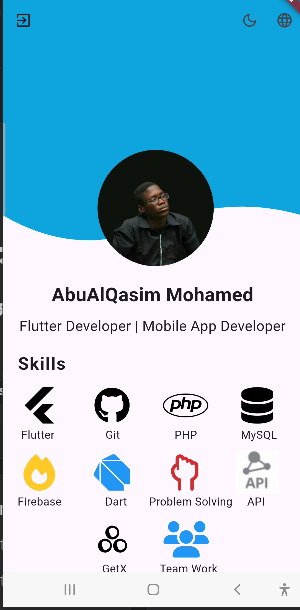 AbuAlQasim Mohamed
Flutter Developer | Mobile App Developer
Skills
php
Flutter Git PHP MySQL
API
Firebase Dart Problem Solving API
GetX Team Work